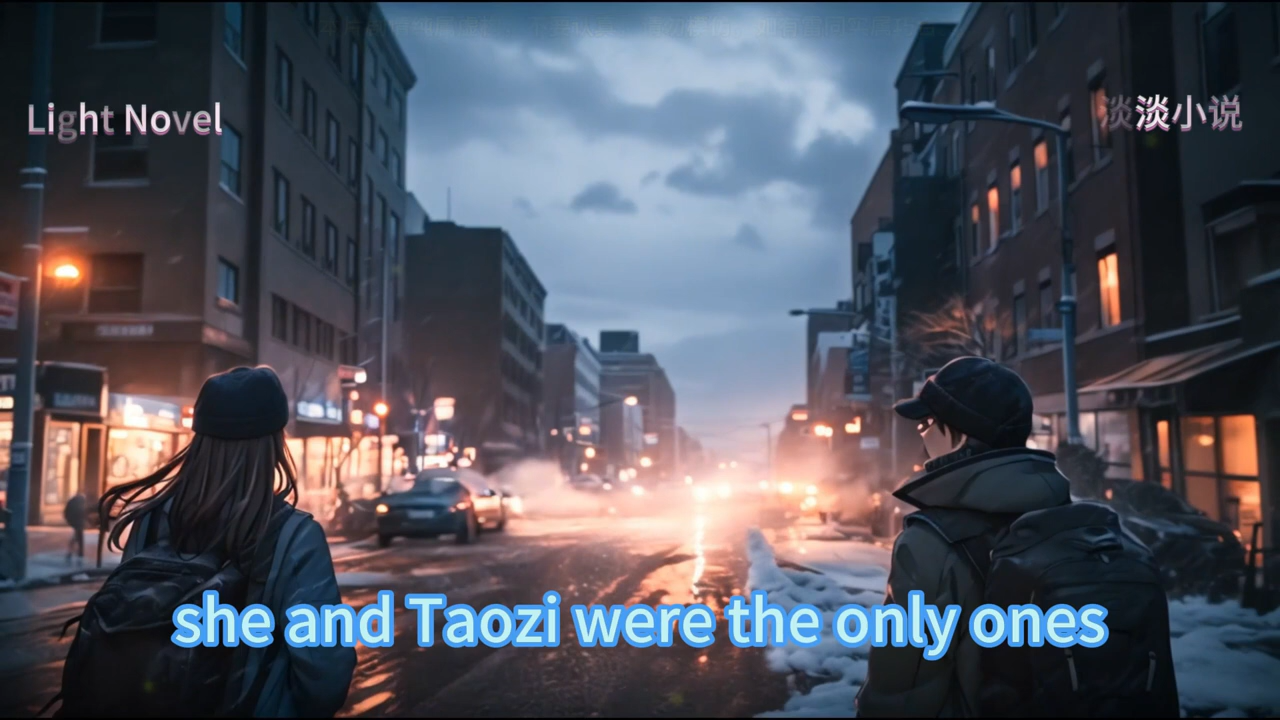 Light Novel
淡淡小说
she and Taozi were the only ones